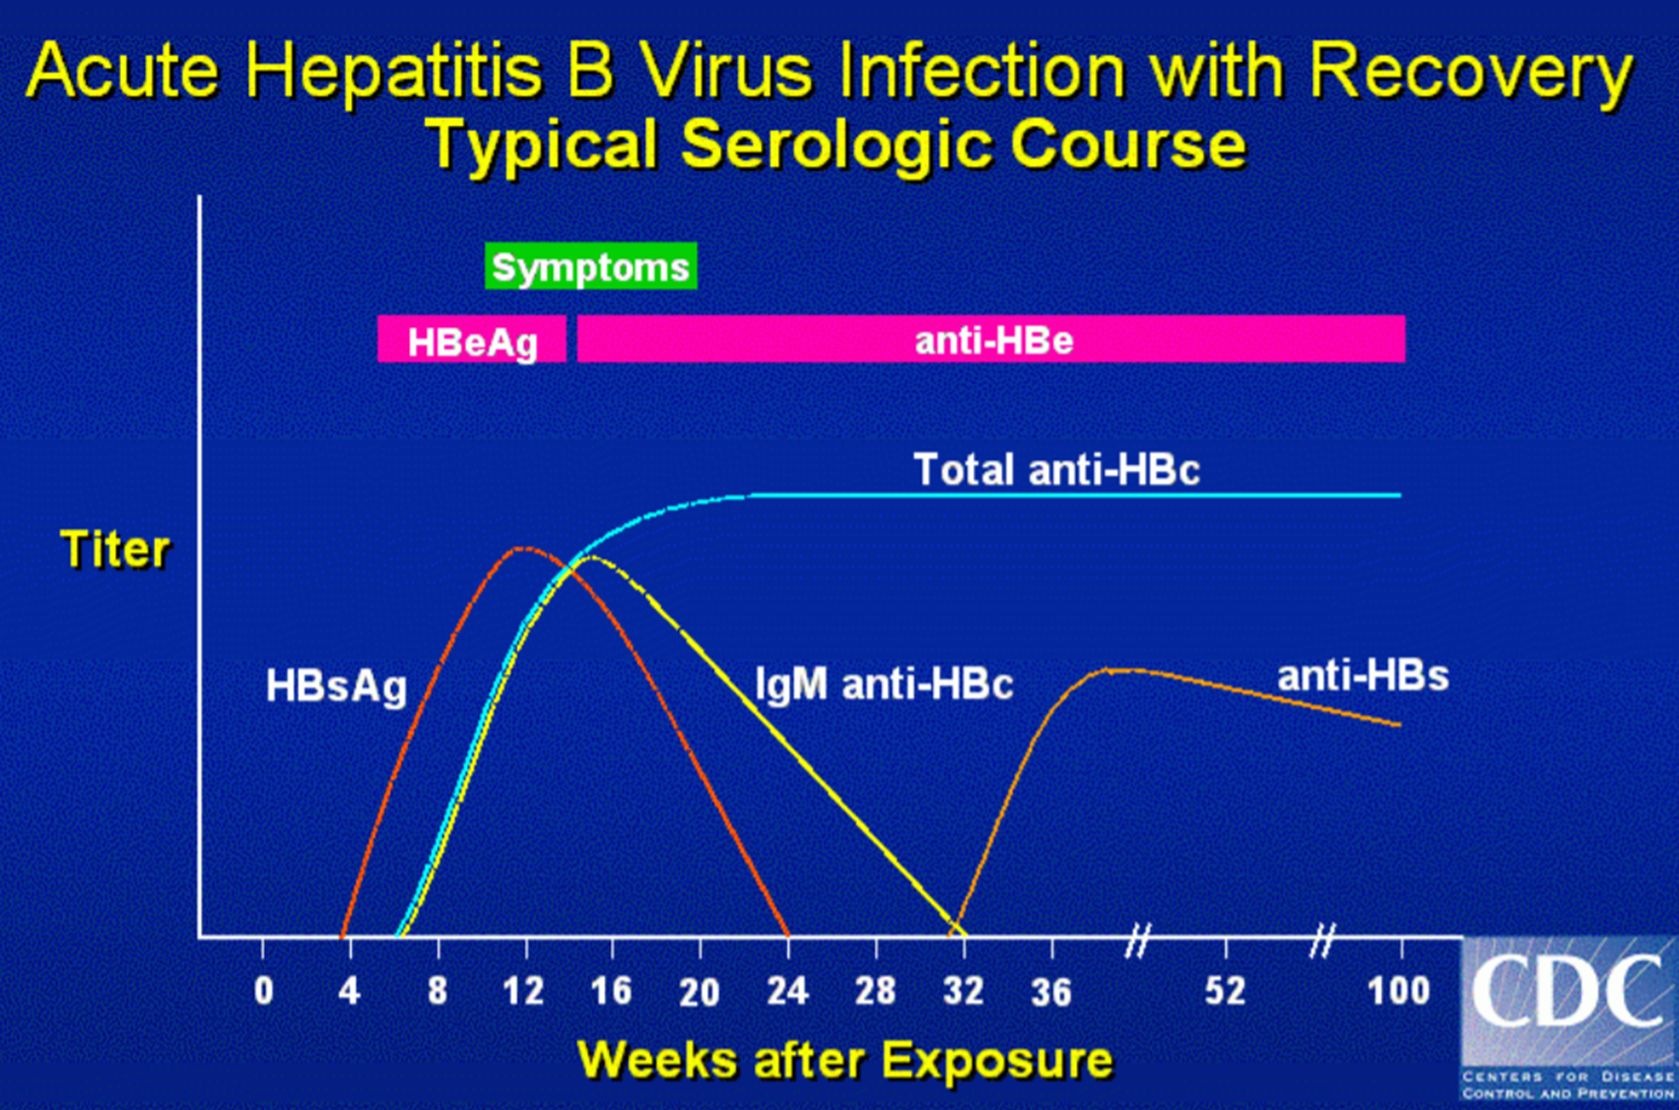 Acute Hepatitis B Virus Infection with Recovery
Typical Serologic Course
Symptoms
HBeAg
anti-HBe
Total anti-HBc
Titer
HBsAg
IgM anti-HBc
anti-HBs
0 4 8 12 16 20 24 28 32 36 52 100
Weeks after Exposure
CDC
CENTERS FOR DISEASE
CONTROL AND PREVENTION